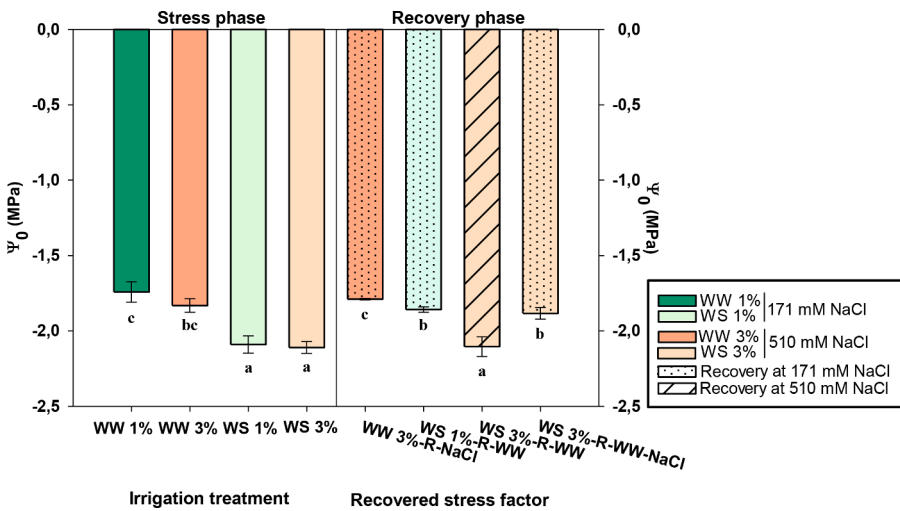 Stress phase
Recovery phase
0,0
-0,5
-1,0
-1,5
-2,0
-2,5
Ψ0 (MPa)
c
bc
a
a
c
b
a
b
0,0
-0,5
-1,0
-1,5
-2,0
-2,5
Ψ0 (MPa)
WW 1%
WW 3%
WS 1%
WS 3%
WW 3%-R-NaCl
WS 1%-R-WW
WS 3%-R-WW
WS 3%-R-WW-NaCl
Irrigation treatment
Recovered stress factor
WW 1%
WS 1%
171 mM NaCl
WW 3%
WS 3%
510 mM NaCl
Recovery at 171 mM NaCl
Recovery at 510 mM NaCl